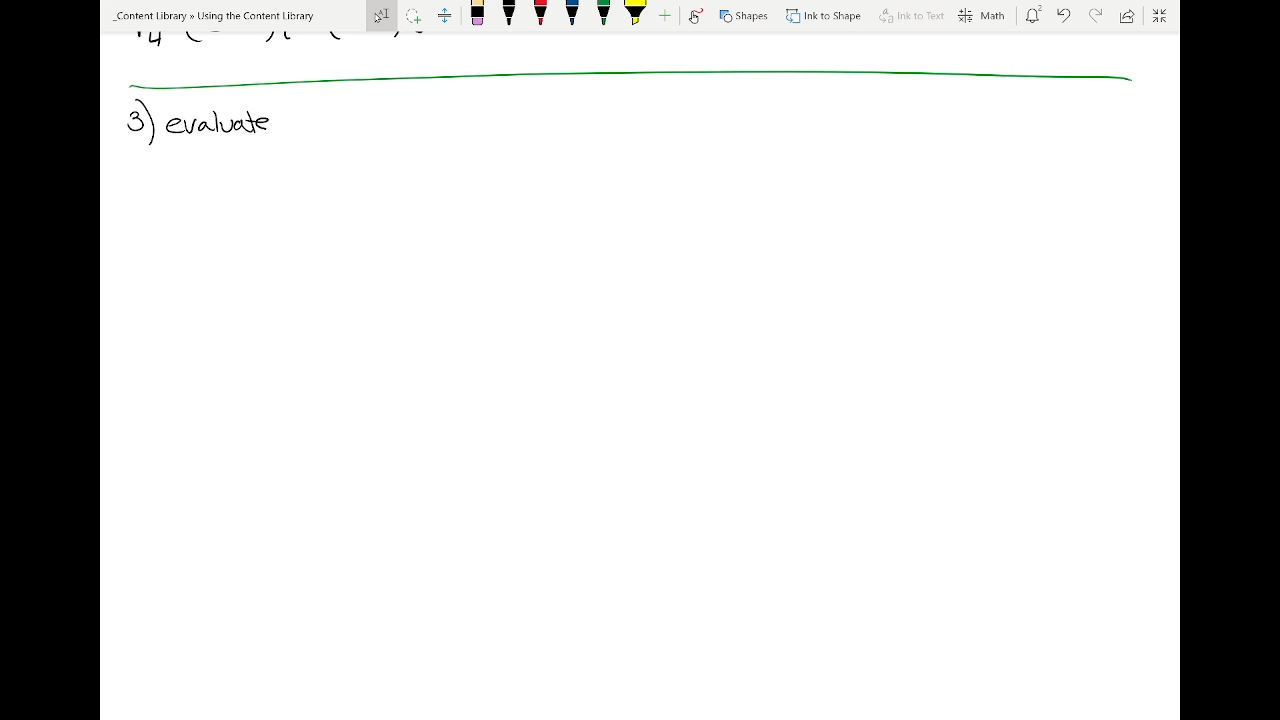 _Content Library » Using the Content Library
Shapes
Ink to Shape
Ink to Text
Math
3) evaluate